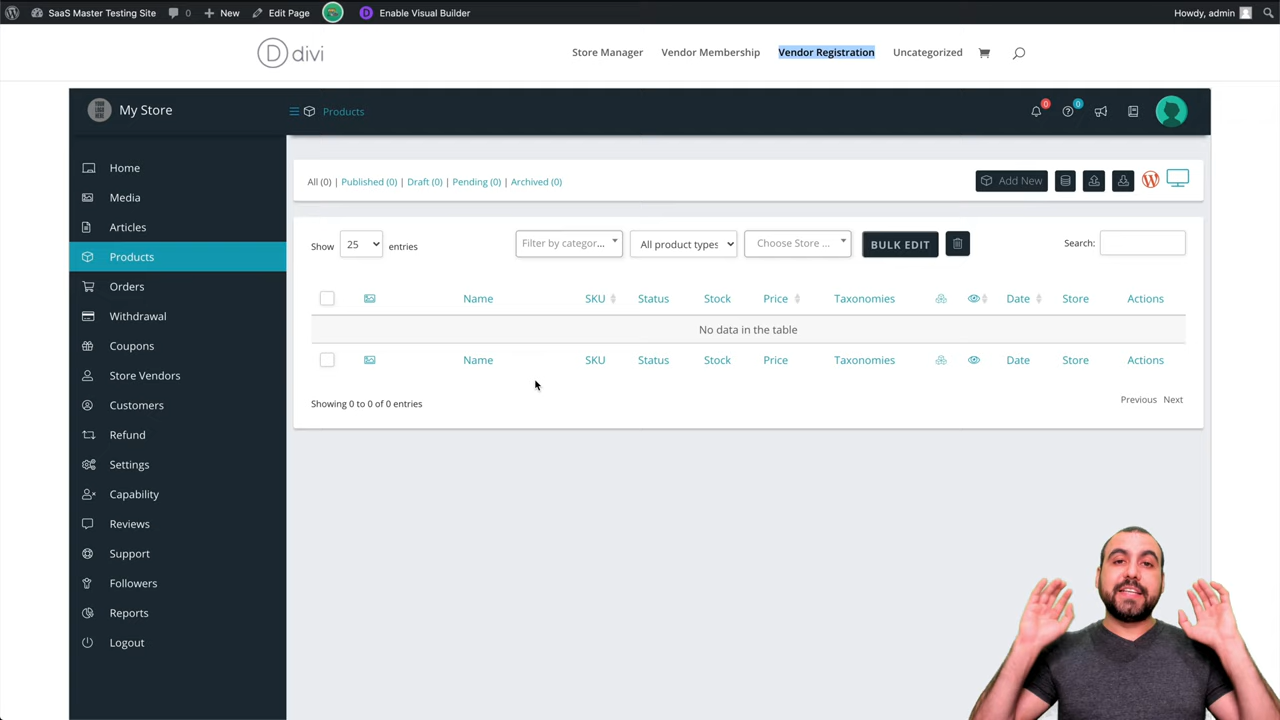 SaaS Master Testing Site 0 New Edit Page Enable Visual Builder Howdy, admin
D divi Store Manager Vendor Membership Vendor Registration Uncategorized
YOUR LOGO HERE My Store Products 0 0
Home
Media
Articles
Products
Orders
Withdrawal
Coupons
Store Vendors
Customers
Refund
Settings
Capability
Reviews
Support
Followers
Reports
Logout
All (0) | Published (0) | Draft (0) | Pending (0) | Archived (0) Add New
Show 25 entries Filter by categor... All product types Choose Store ... BULK EDIT Search:
Name SKU Status Stock Price Taxonomies Date Store Actions
No data in the table
Name SKU Status Stock Price Taxonomies Date Store Actions
Showing 0 to 0 of 0 entries Previous Next